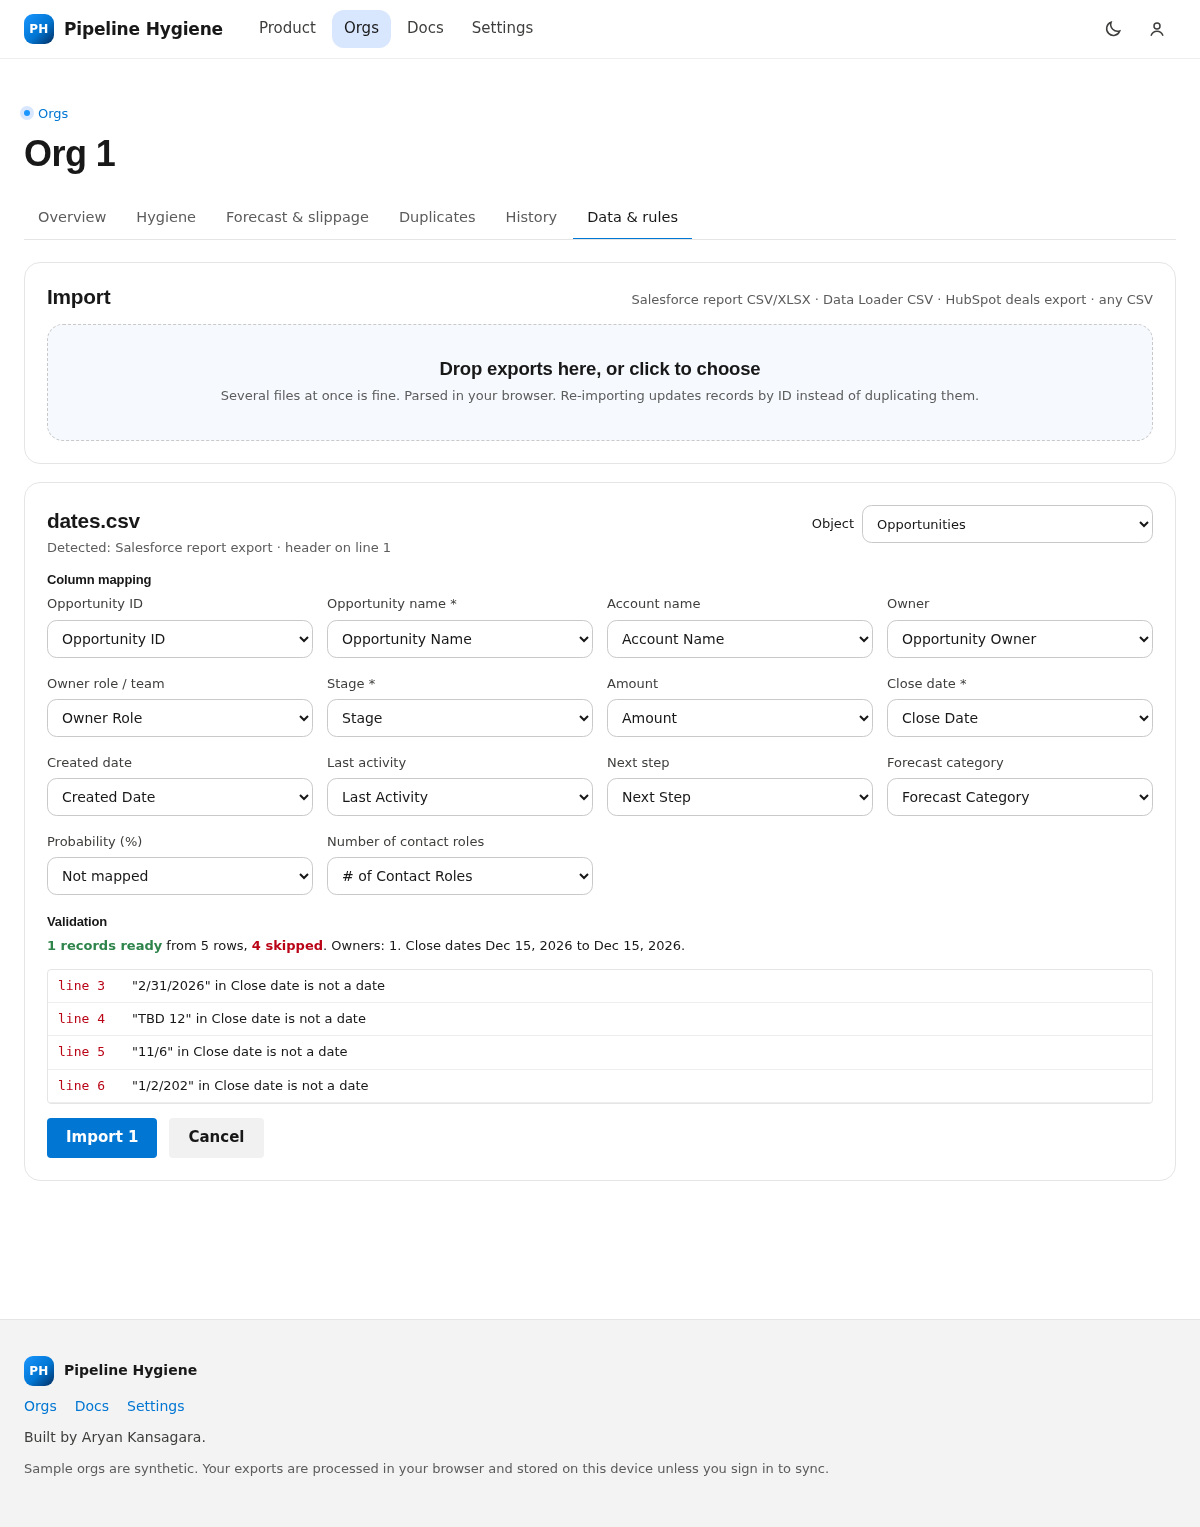 PH Pipeline Hygiene Product Orgs Docs Settings
Orgs
Org 1
Overview Hygiene Forecast & slippage Duplicates History Data & rules
Import Salesforce report CSV/XLSX · Data Loader CSV · HubSpot deals export · any CSV
Drop exports here, or click to choose
Several files at once is fine. Parsed in your browser. Re-importing updates records by ID instead of duplicating them.
dates.csv Object Opportunities
Detected: Salesforce report export · header on line 1
Column mapping
Opportunity ID Opportunity name * Account name Owner
Opportunity ID Opportunity Name Account Name Opportunity Owner
Owner role / team Stage * Amount Close date *
Owner Role Stage Amount Close Date
Created date Last activity Next step Forecast category
Created Date Last Activity Next Step Forecast Category
Probability (%) Number of contact roles
Not mapped # of Contact Roles
Validation
1 records ready from 5 rows, 4 skipped. Owners: 1. Close dates Dec 15, 2026 to Dec 15, 2026.
line 3 "2/31/2026" in Close date is not a date
line 4 "TBD 12" in Close date is not a date
line 5 "11/6" in Close date is not a date
line 6 "1/2/202" in Close date is not a date
Import 1 Cancel
PH Pipeline Hygiene
Orgs Docs Settings
Built by Aryan Kansagara.
Sample orgs are synthetic. Your exports are processed in your browser and stored on this device unless you sign in to sync.